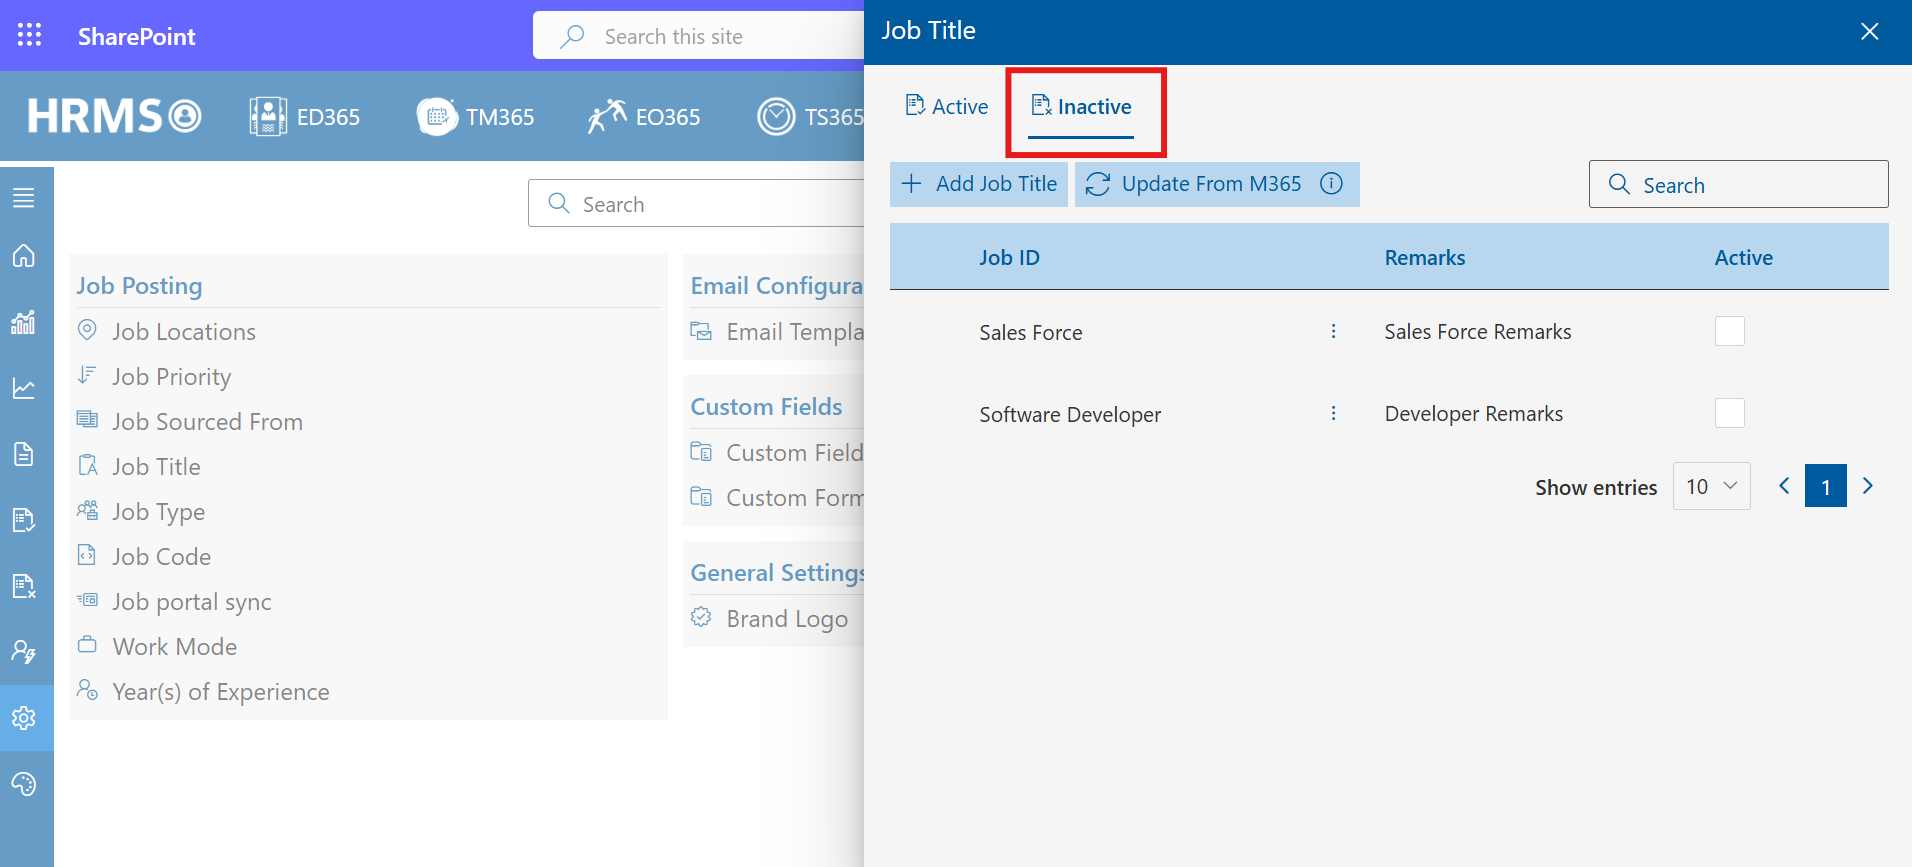 SharePoint
Search this site
HRMS
ED365
TM365
EO365
TS365
Search
Job Posting
Job Locations
Job Priority
Job Sourced From
Job Title
Job Type
Job Code
Job portal sync
Work Mode
Year(s) of Experience
Email Configura
Email Templa
Custom Fields
Custom Field
Custom Form
General Settings
Brand Logo
Job Title
Active
Inactive
Add Job Title
Update From M365
Search
Job ID Remarks Active
Sales Force Sales Force Remarks
Software Developer Developer Remarks
Show entries 10 1